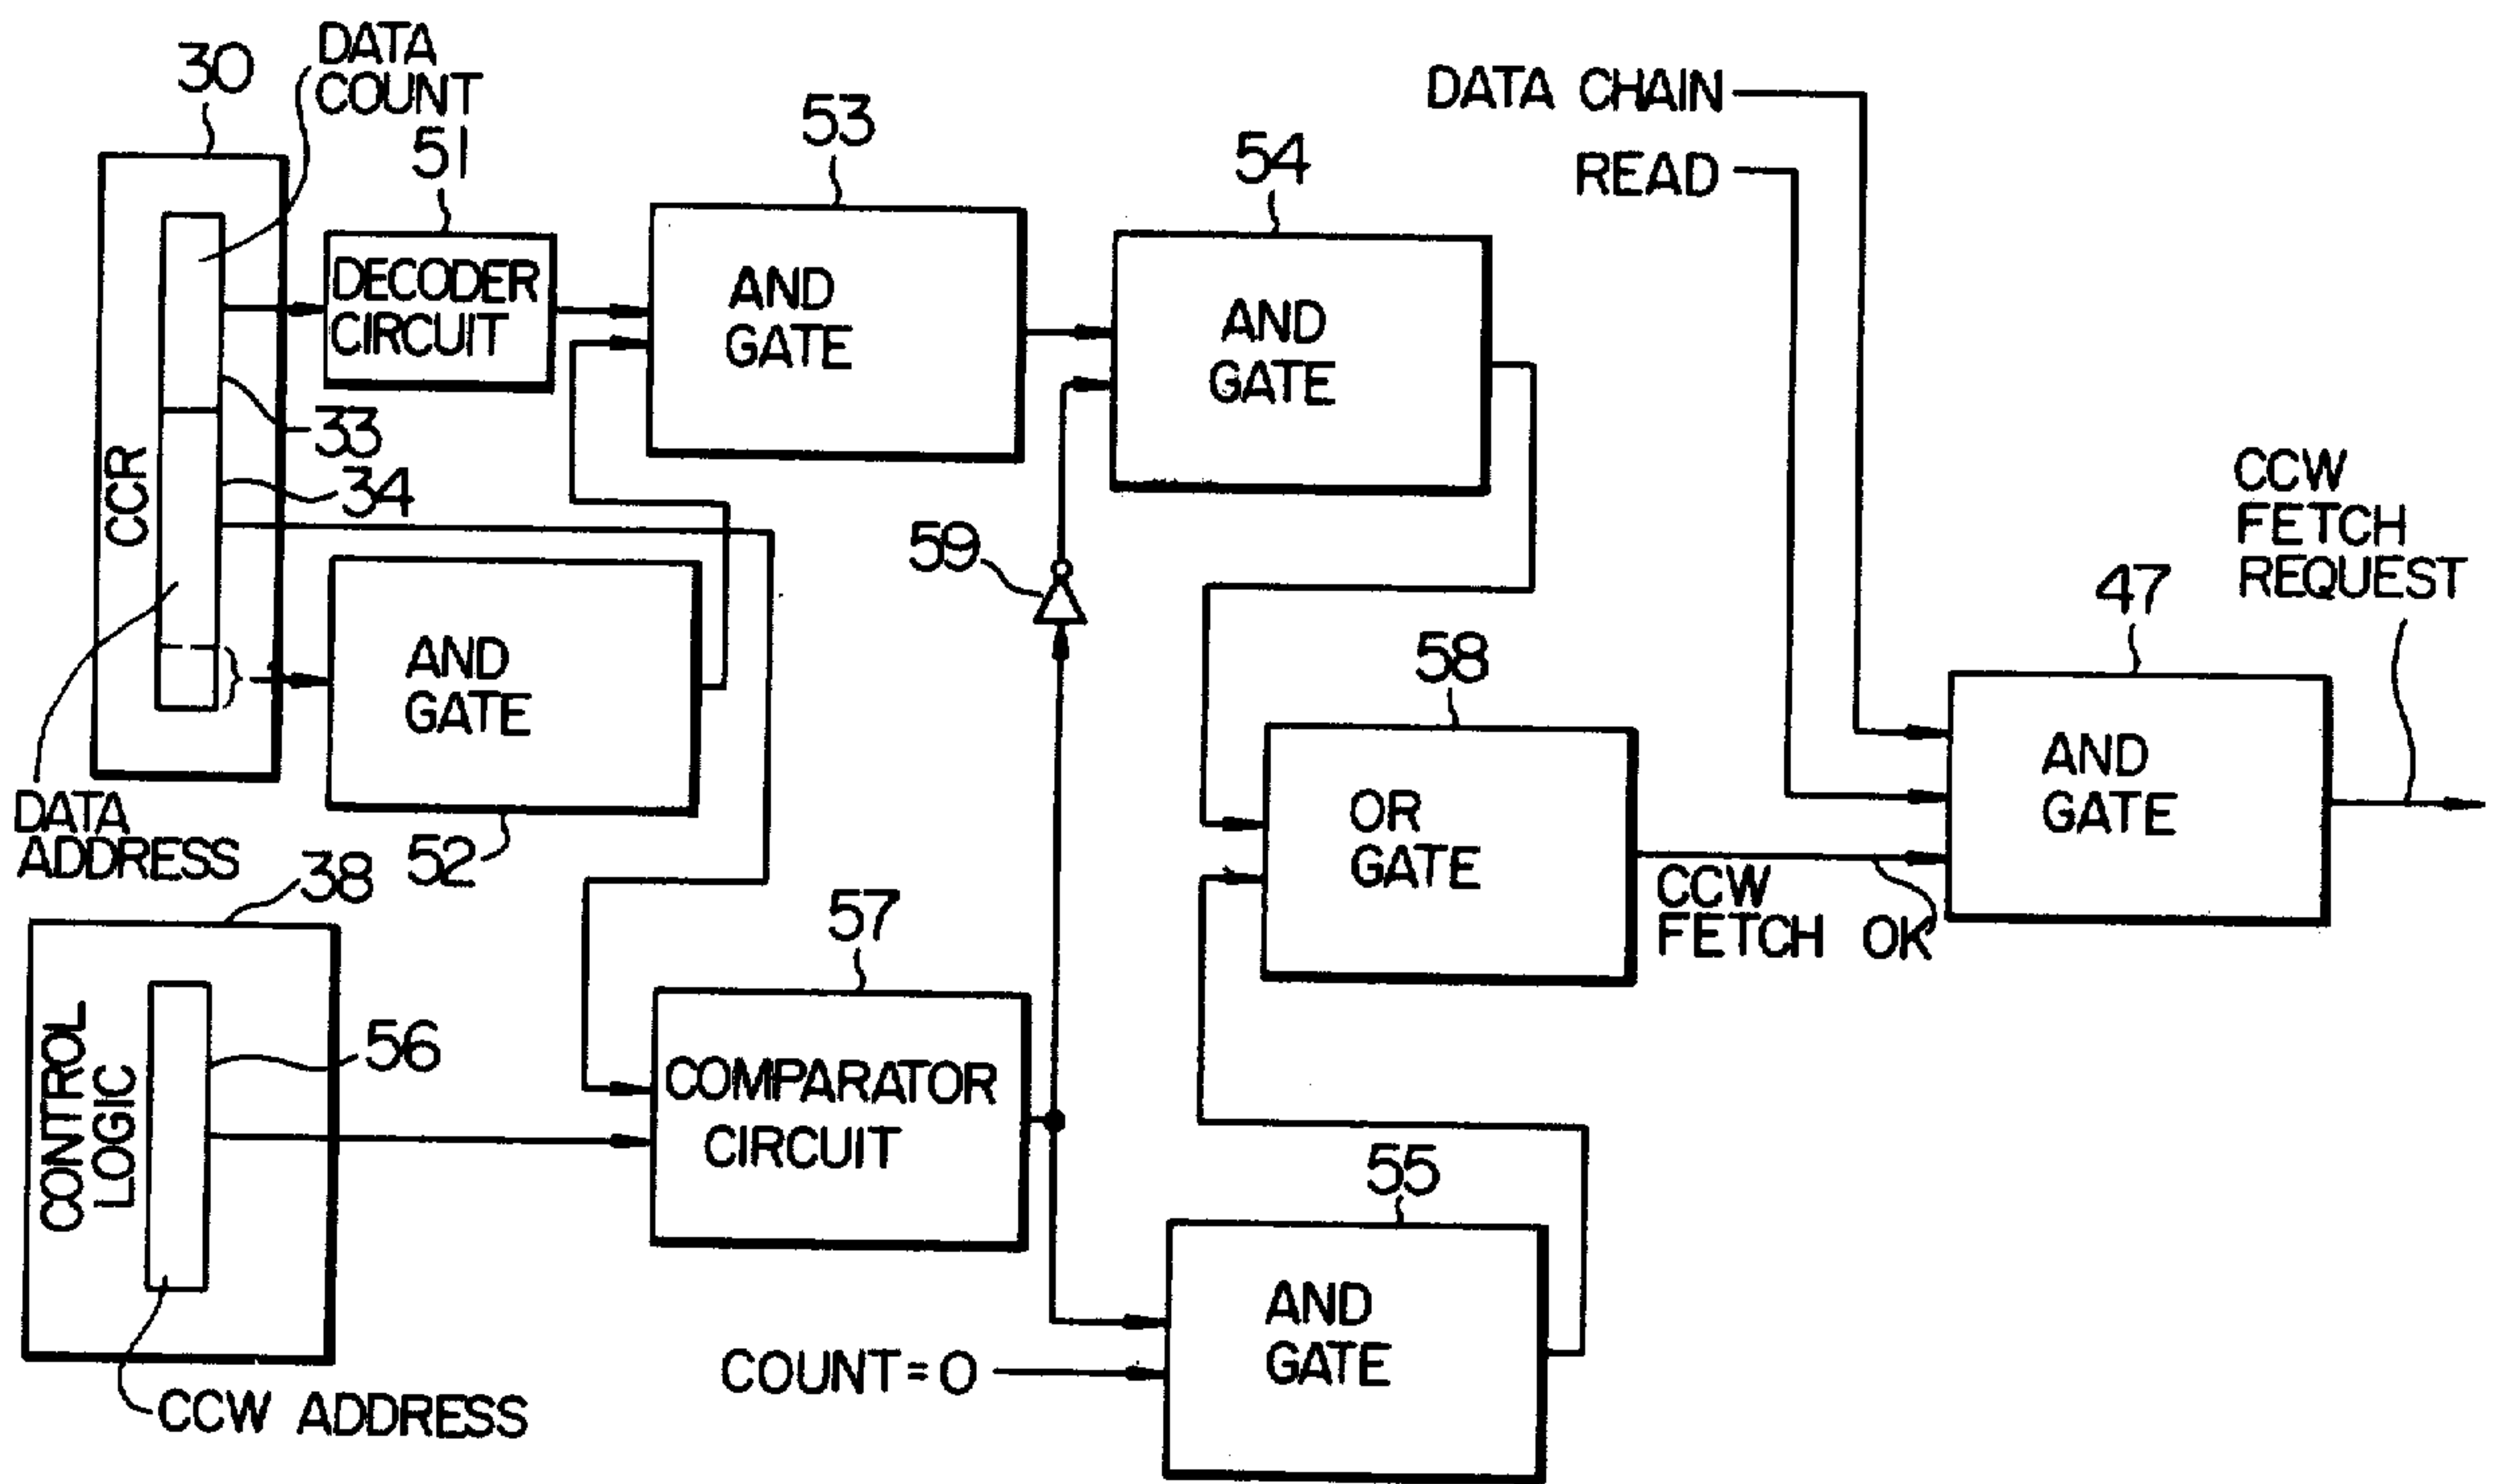 30
DATA
COUNT
51
53
54
DATA CHAIN
READ
DECODER
CIRCUIT
AND
GATE
AND
GATE
33
34
CCR
59
AND
GATE
52
DATA
ADDRESS
38
58
OR
GATE
CCW
FETCH OK
47
AND
GATE
CCW
FETCH
REQUEST
CONTROL
LOGIC
56
57
COMPARATOR
CIRCUIT
55
AND
GATE
COUNT=0
CCW ADDRESS